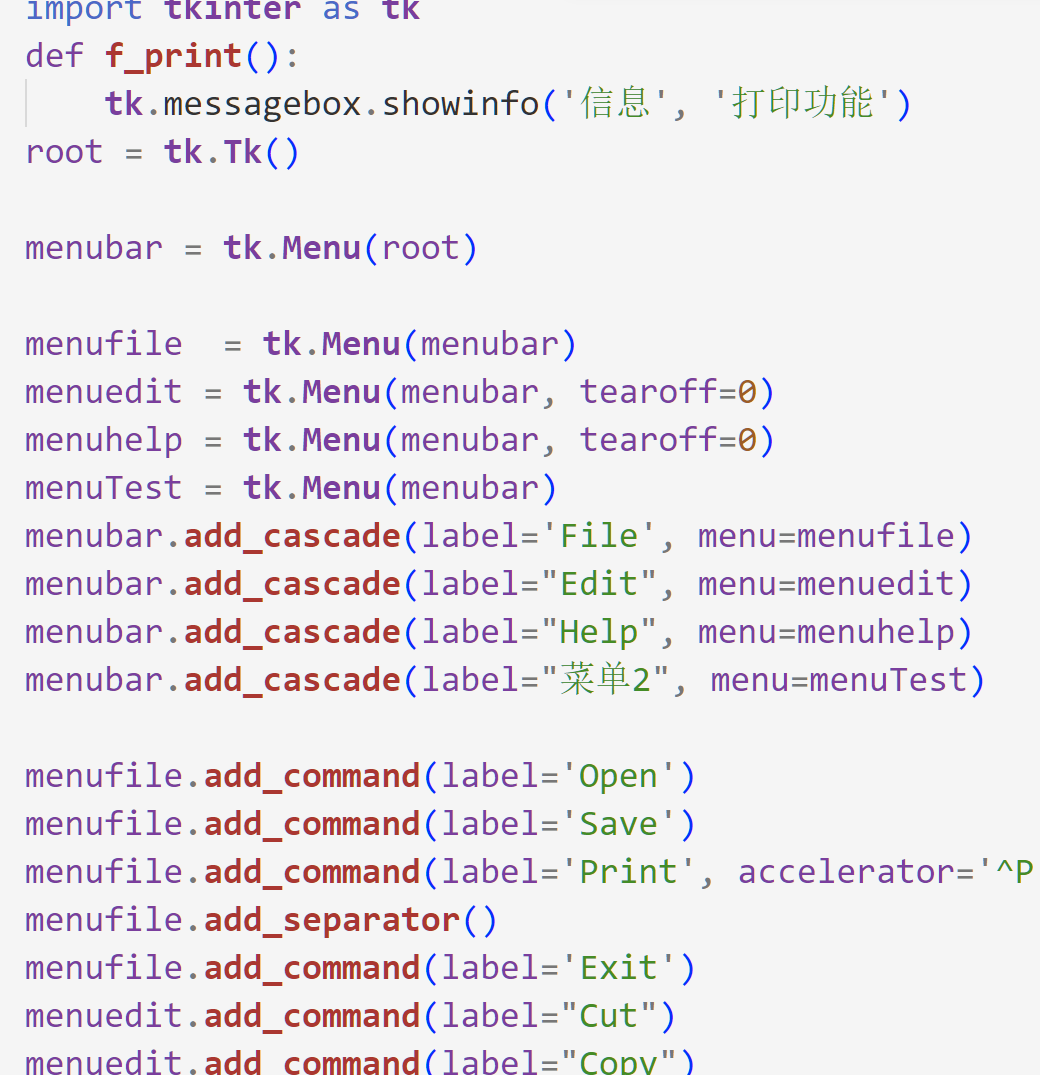 import tkinter as tk
def f_print():
    tk.messagebox.showinfo('信息', '打印功能')
root = tk.Tk()
menubar = tk.Menu(root)
menufile  = tk.Menu(menubar)
menuedit = tk.Menu(menubar, tearoff=0)
menuhelp = tk.Menu(menubar, tearoff=0)
menuTest = tk.Menu(menubar)
menubar.add_cascade(label='File', menu=menufile)
menubar.add_cascade(label="Edit", menu=menuedit)
menubar.add_cascade(label="Help", menu=menuhelp)
menubar.add_cascade(label="菜单2", menu=menuTest)
menufile.add_command(label='Open')
menufile.add_command(label='Save')
menufile.add_command(label='Print', accelerator='^P
menufile.add_separator()
menufile.add_command(label='Exit')
menuedit.add_command(label="Cut")
menuedit.add_command(label="Copy")